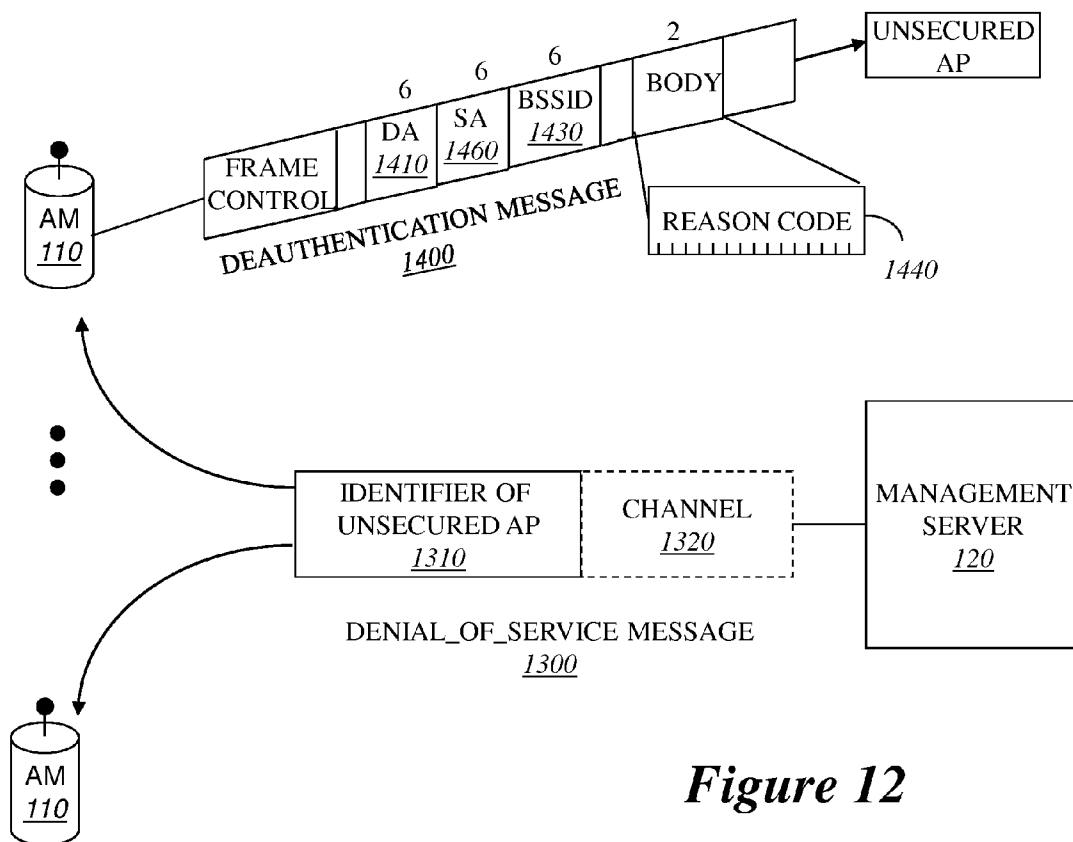 6 6 6 2
UNSECURED
AP
FRAME
CONTROL
DA
1410
SA
1460
BSSID
1430
BODY
AM
110
DEAUTHENTICATION MESSAGE
1400
REASON CODE
1440
IDENTIFIER OF
UNSECURED AP
1310
CHANNEL
1320
MANAGEMENT
SERVER
120
DENIAL_OF_SERVICE MESSAGE
1300
AM
110
Figure 12